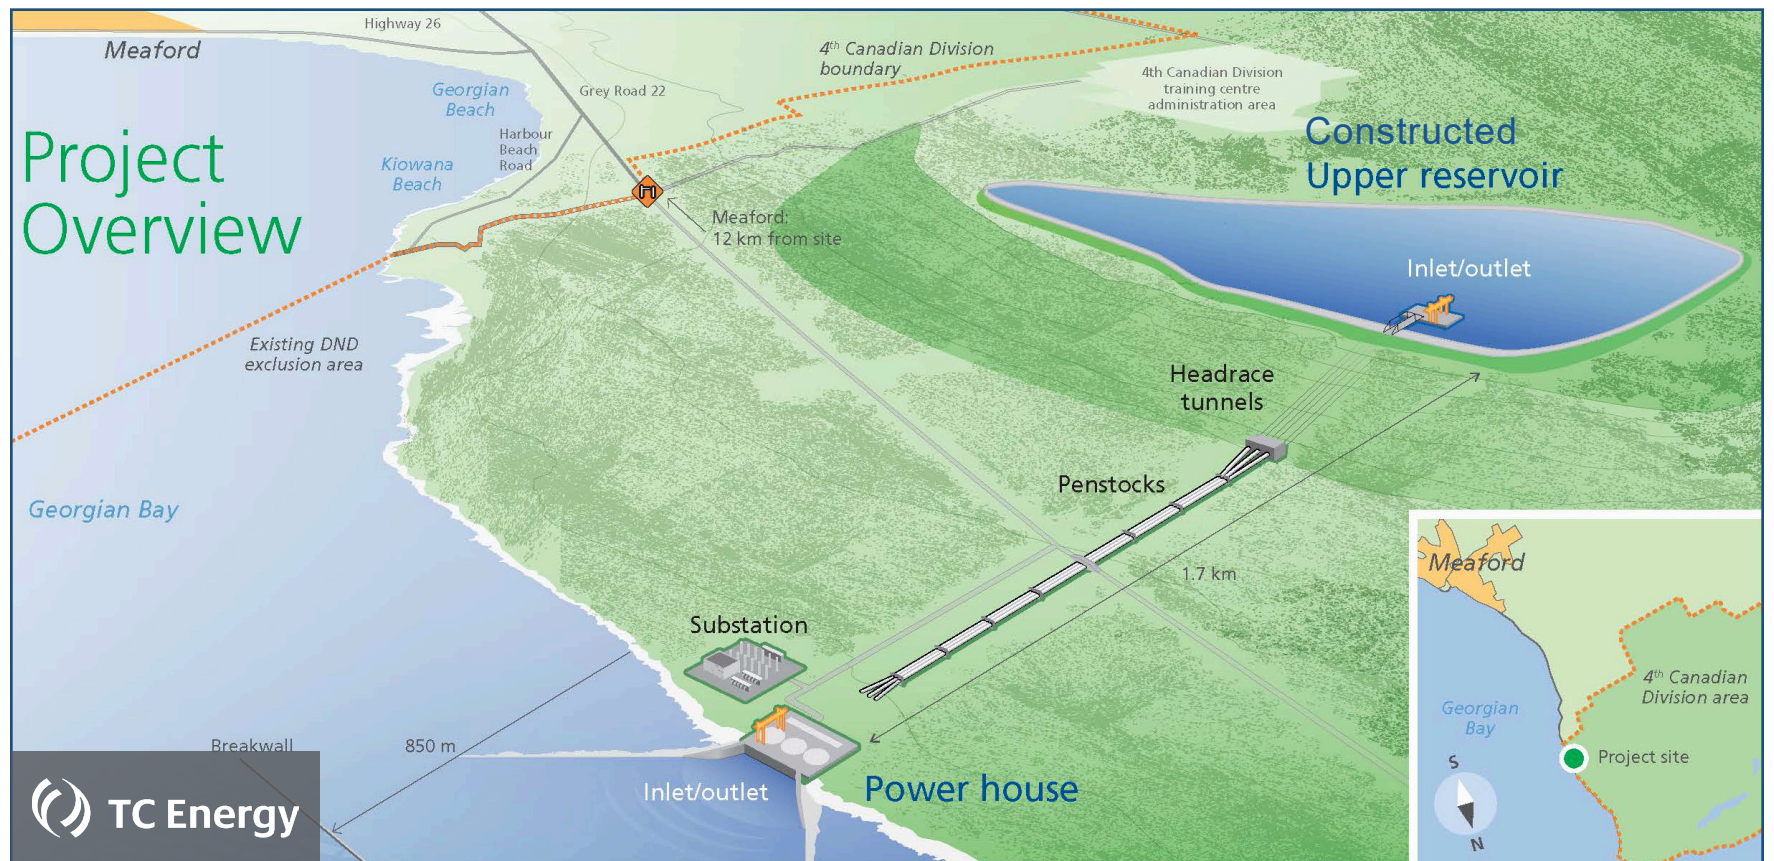 Project
Overview
Meaford
Highway 26
Georgian
Beach
Kiowana
Beach
Harbour
Beach
Road
Grey Road 22
4th Canadian Division
boundary
4th Canadian Division
training centre
administration area
Constructed
Upper reservoir
Meaford:
12 km from site
Inlet/outlet
Existing DND
exclusion area
Headrace
tunnels
Penstocks
Georgian Bay
1.7 km
Substation
Breakwall
850 m
Inlet/outlet
Power house
TC Energy
Meaford
4th Canadian
Division area
Georgian
Bay
Project site
S
N